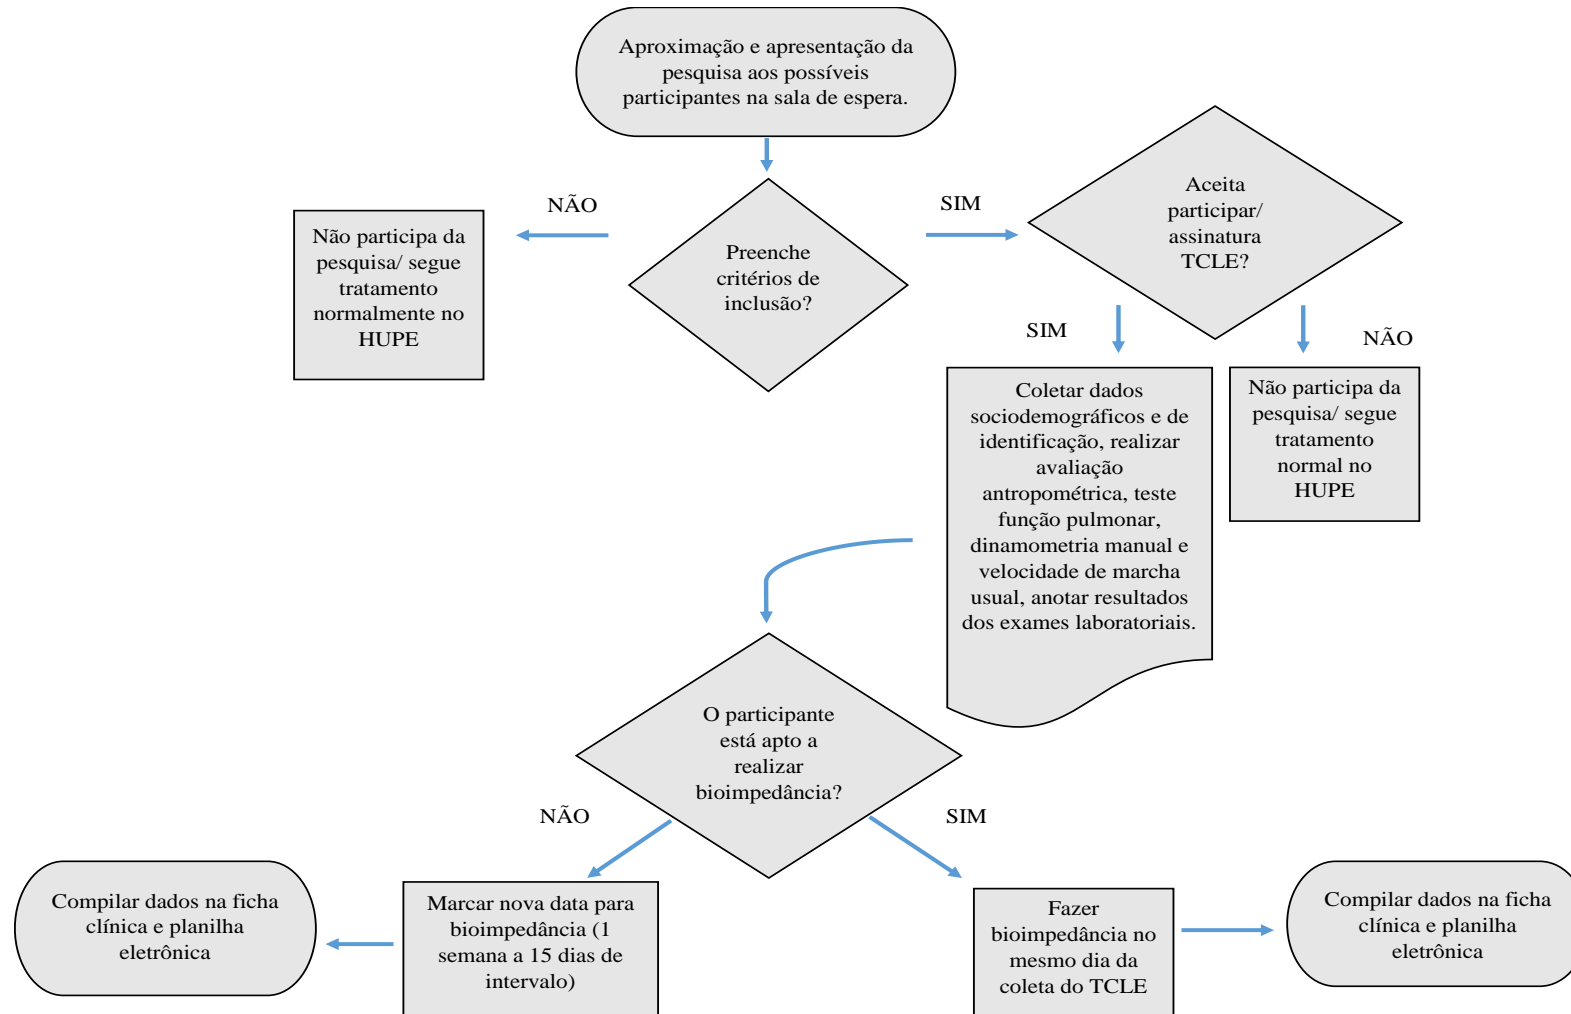 Aproximação e apresentação da
pesquisa aos possíveis
participantes na sala de espera.
NÃO
SIM
Não participa da
pesquisa/ segue
tratamento
normalmente no
HUPE
Preenche
critérios de
inclusão?
Aceita
participar/
assinatura
TCLE?
SIM
NÃO
Coletar dados
sociodemográficos e de
identificação, realizar
avaliação
antropométrica, teste
função pulmonar,
dinamometria manual e
velocidade de marcha
usual, anotar resultados
dos exames laboratoriais.
Não participa da
pesquisa/ segue
tratamento
normal no
HUPE
O participante
está apto a
realizar
bioimpedância?
NÃO
SIM
Compilar dados na ficha
clínica e planilha
eletrônica
Marcar nova data para
bioimpedância (1
semana a 15 dias de
intervalo)
Fazer
bioimpedância no
mesmo dia da
coleta do TCLE
Compilar dados na ficha
clínica e planilha
eletrônica